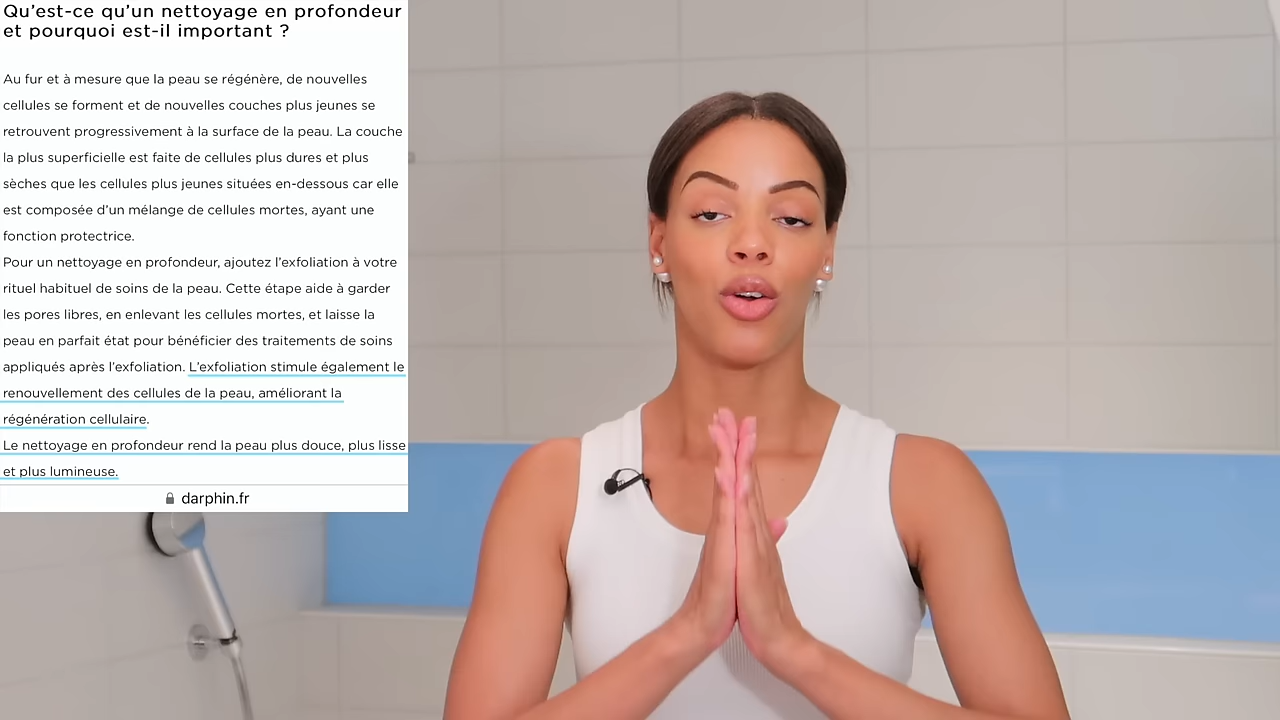 Qu’est-ce qu’un nettoyage en profondeur
et pourquoi est-il important ?
Au fur et à mesure que la peau se régénère, de nouvelles
cellules se forment et de nouvelles couches plus jeunes se
retrouvent progressivement à la surface de la peau. La couche
la plus superficielle est faite de cellules plus dures et plus
sèches que les cellules plus jeunes situées en-dessous car elle
est composée d’un mélange de cellules mortes, ayant une
fonction protectrice.
Pour un nettoyage en profondeur, ajoutez l’exfoliation à votre
rituel habituel de soins de la peau. Cette étape aide à garder
les pores libres, en enlevant les cellules mortes, et laisse la
peau en parfait état pour bénéficier des traitements de soins
appliqués après l’exfoliation. L’exfoliation stimule également le
renouvellement des cellules de la peau, améliorant la
régénération cellulaire.
Le nettoyage en profondeur rend la peau plus douce, plus lisse
et plus lumineuse.
darphin.fr